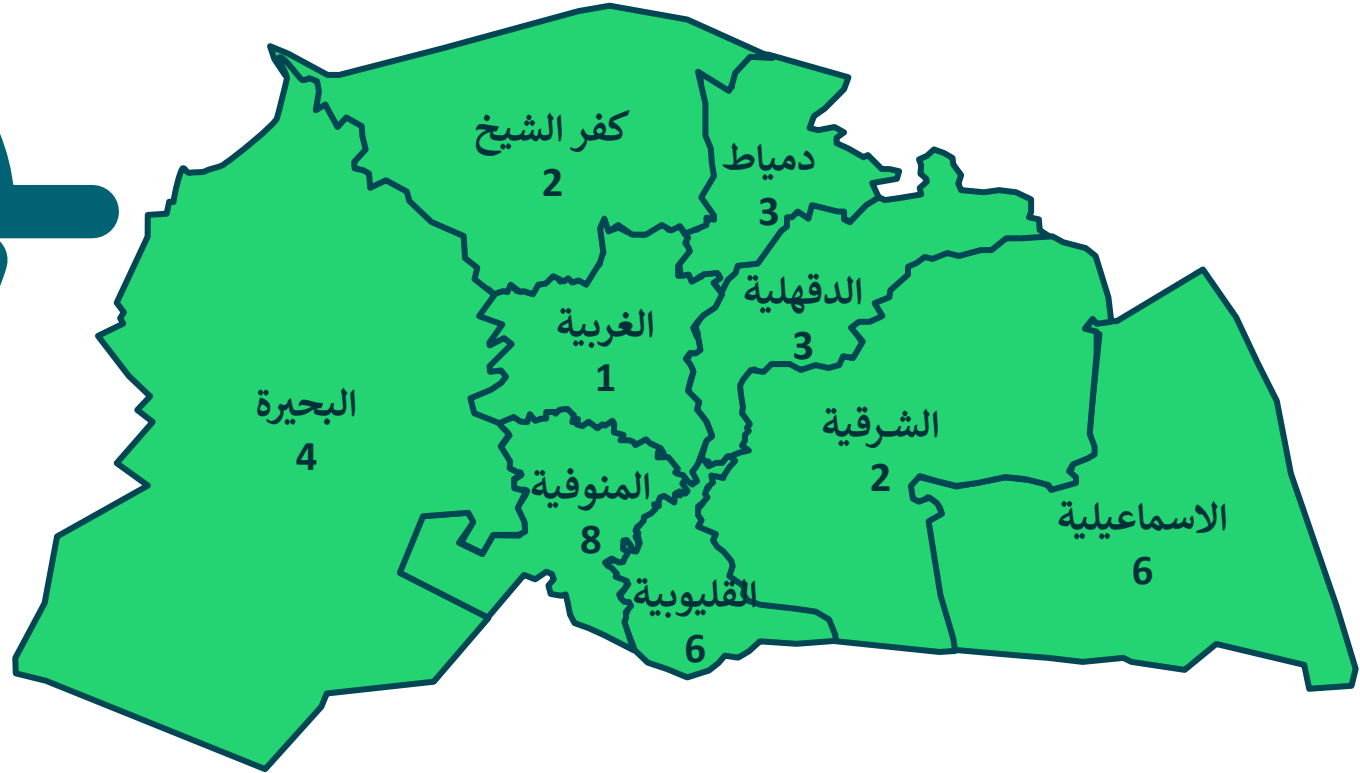 كفر الشيخ
2
دمياط
3
الدقهلية
3
الغربية
1
البحيرة
4
الشرقية
2
المنوفية
8
الاسماعيلية
6
القليوبية
6